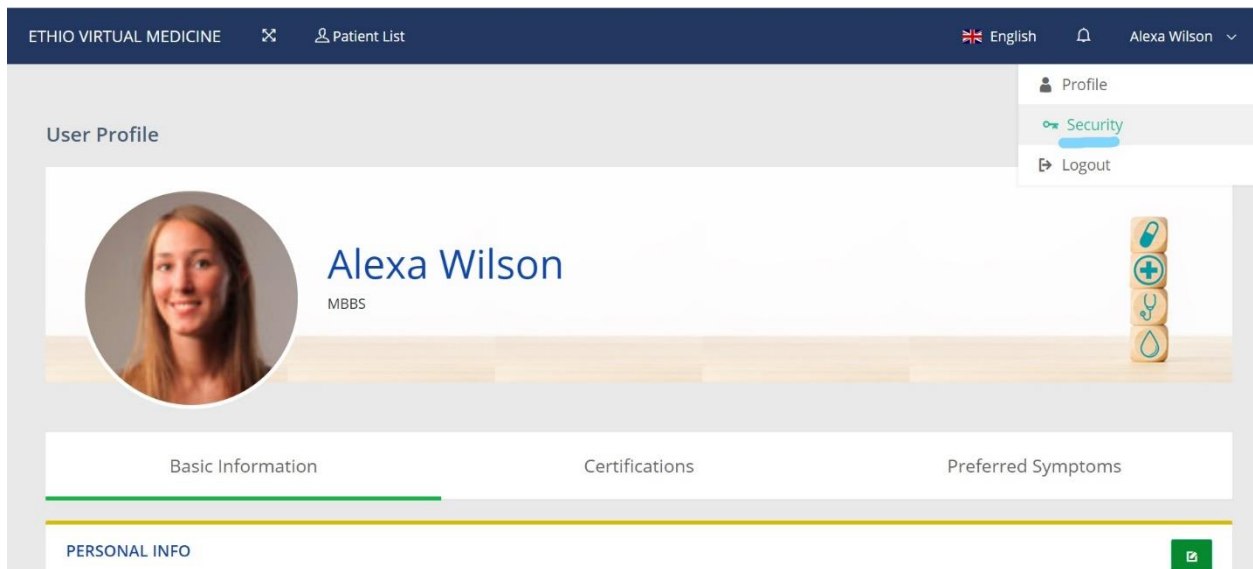 ETHIO VIRTUAL MEDICINE Patient List English Alexa Wilson
Profile
Security
Logout
User Profile
Alexa Wilson
MBBS
Basic Information Certifications Preferred Symptoms
PERSONAL INFO